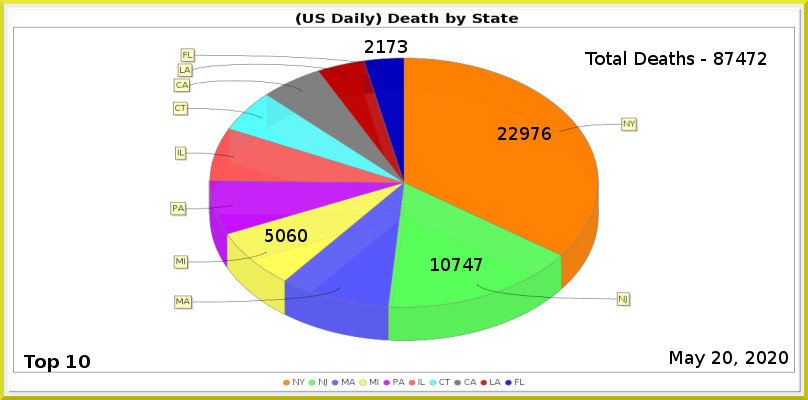 (US Daily) Death by State
2173
Total Deaths - 87472
FL
LA
CA
CT
IL
PA
MI
MA
NY
NJ
22976
5060
10747
Top 10
May 20, 2020
NY NJ MA MI PA IL CT CA LA FL